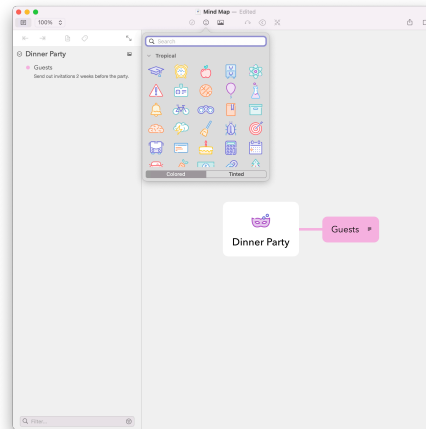 Mind Map — Edited
100%
Search
Tropical
Dinner Party
Guests
Send out invitations 3 weeks before the party.
Colored
Tinted
Dinner Party
Guests
Filter...